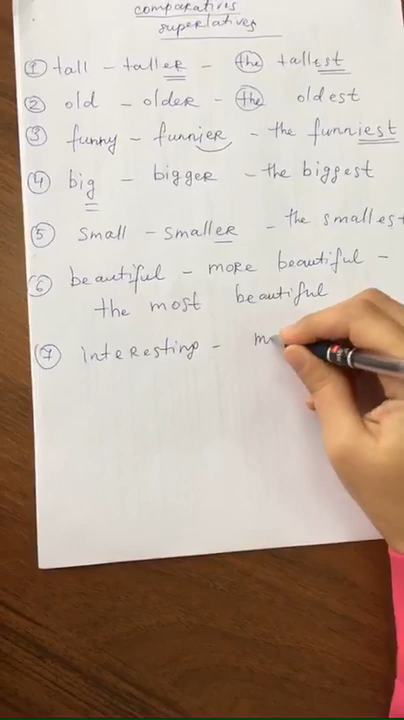 comparatives
superlatives
1 tall - taller - the tallest
2 old - older - the oldest
3 funny - funnier - the funniest
4 big - bigger - the biggest
5 small - smaller - the smallest
6 beautiful - more beautiful -
the most beautiful
7 interesting - m